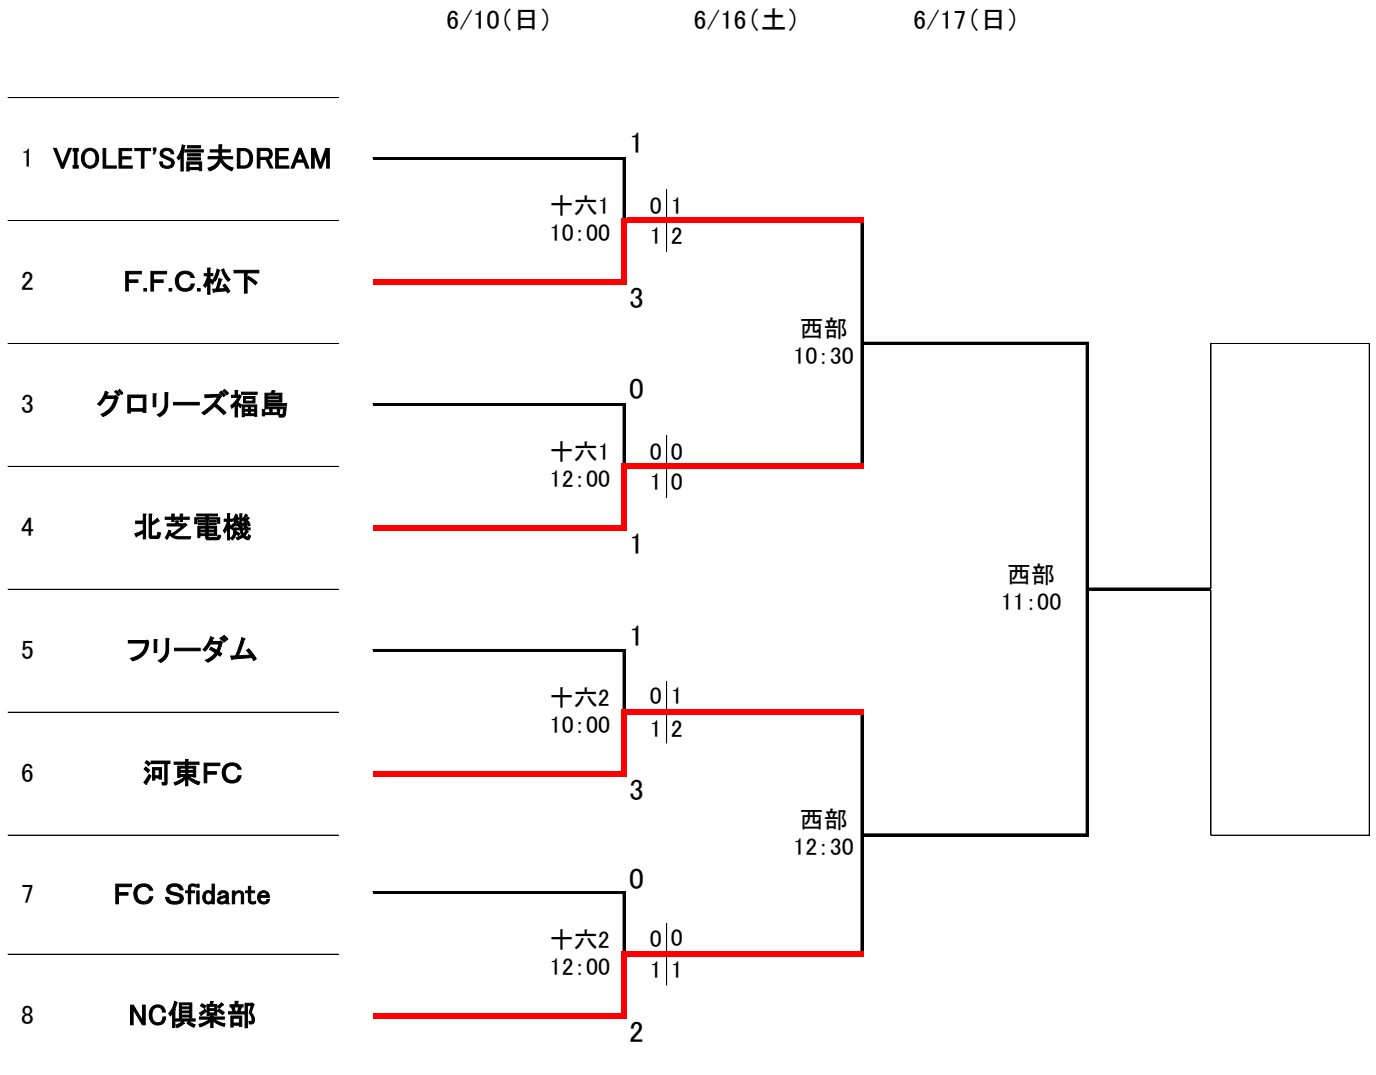 6/10(日) 6/16(土) 6/17(日)
1
1 VIOLET'S信夫DREAM
十六1 0 1
10:00 1 2
2 F.F.C.松下
3
西部
10:30
0
3 グロリーズ福島
十六1 0 0
12:00 1 0
4 北芝電機
1
西部
11:00
1
5 フリーダム
十六2 0 1
10:00 1 2
6 河東FC
3
西部
12:30
0
7 FC Sfidante
十六2 0 0
12:00 1 1
8 NC倶楽部
2